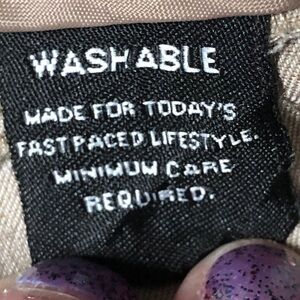 WASHABLE
MADE FOR TODAY'S
FAST PACED LIFESTYLE.
MINIMUM CARE
REQUIRED.